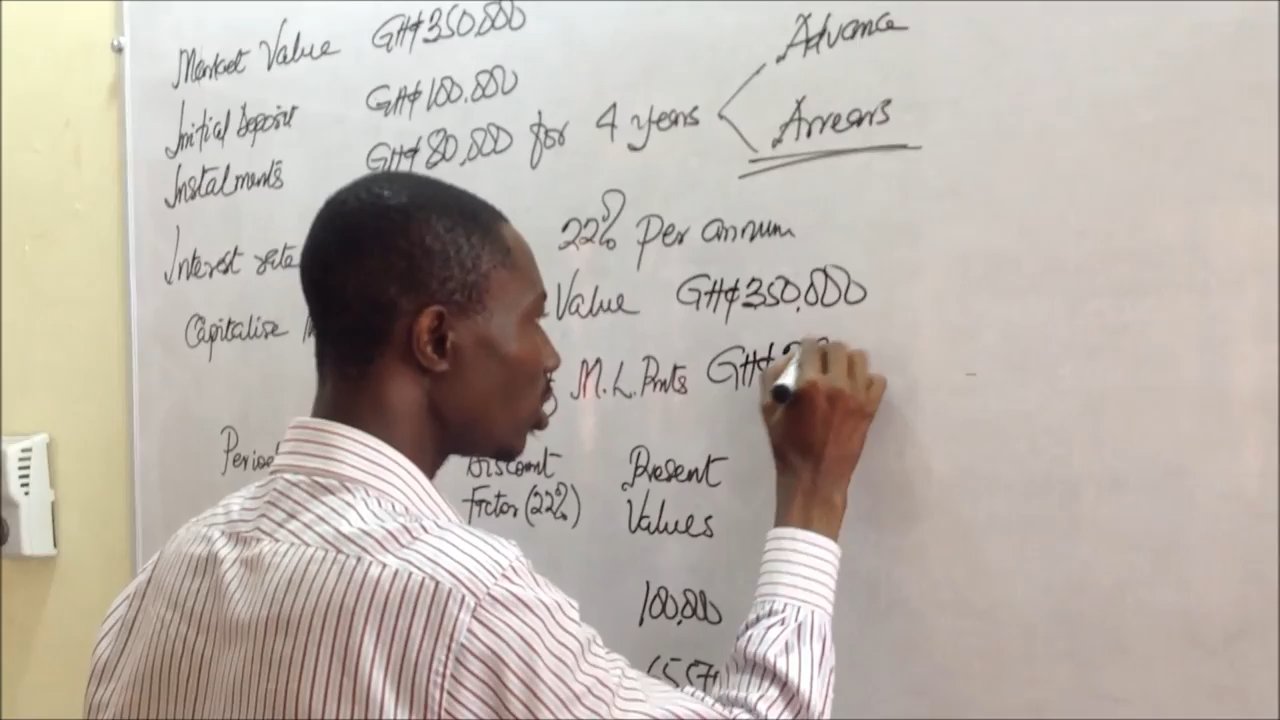 Market Value GH¢350,000
Advance
Initial Deposit GH¢100,000
Instalments GH¢80,000 for 4 years
Arrears
Interest rate 22% per annum
Capitalise Value GH¢350,000
M.L.Pmts GH¢
Discount Present
Factor (22%) Values
100,000